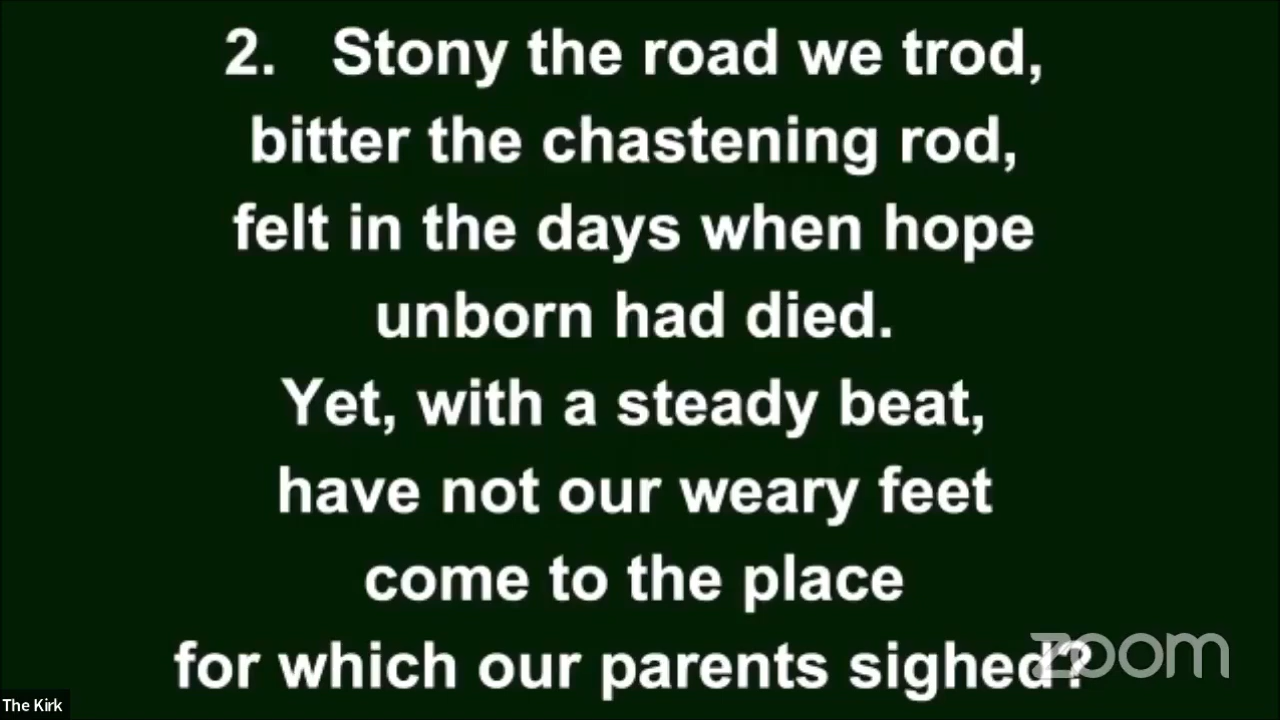 2. Stony the road we trod,
bitter the chastening rod,
felt in the days when hope
unborn had died.
Yet, with a steady beat,
have not our weary feet
come to the place
for which our parents sighed?
zoom
The Kirk